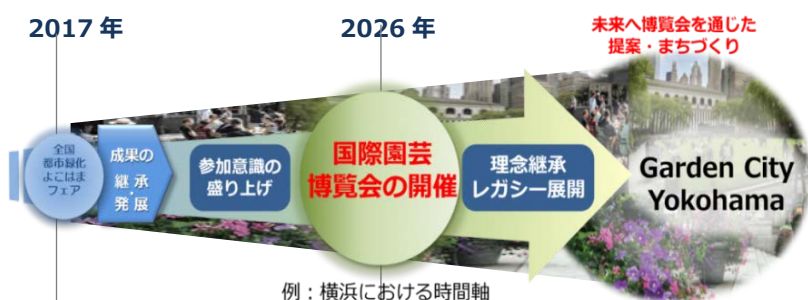 2017 年
2026 年
未来へ博覧会を通じた
提案・まちづくり
全国
都市緑化
よこはま
フェア
成果の
継承
・
発展
参加意識の
盛り上げ
国際園芸
博覧会の開催
理念継承
レガシー展開
Garden City
Yokohama
例：横浜における時間軸